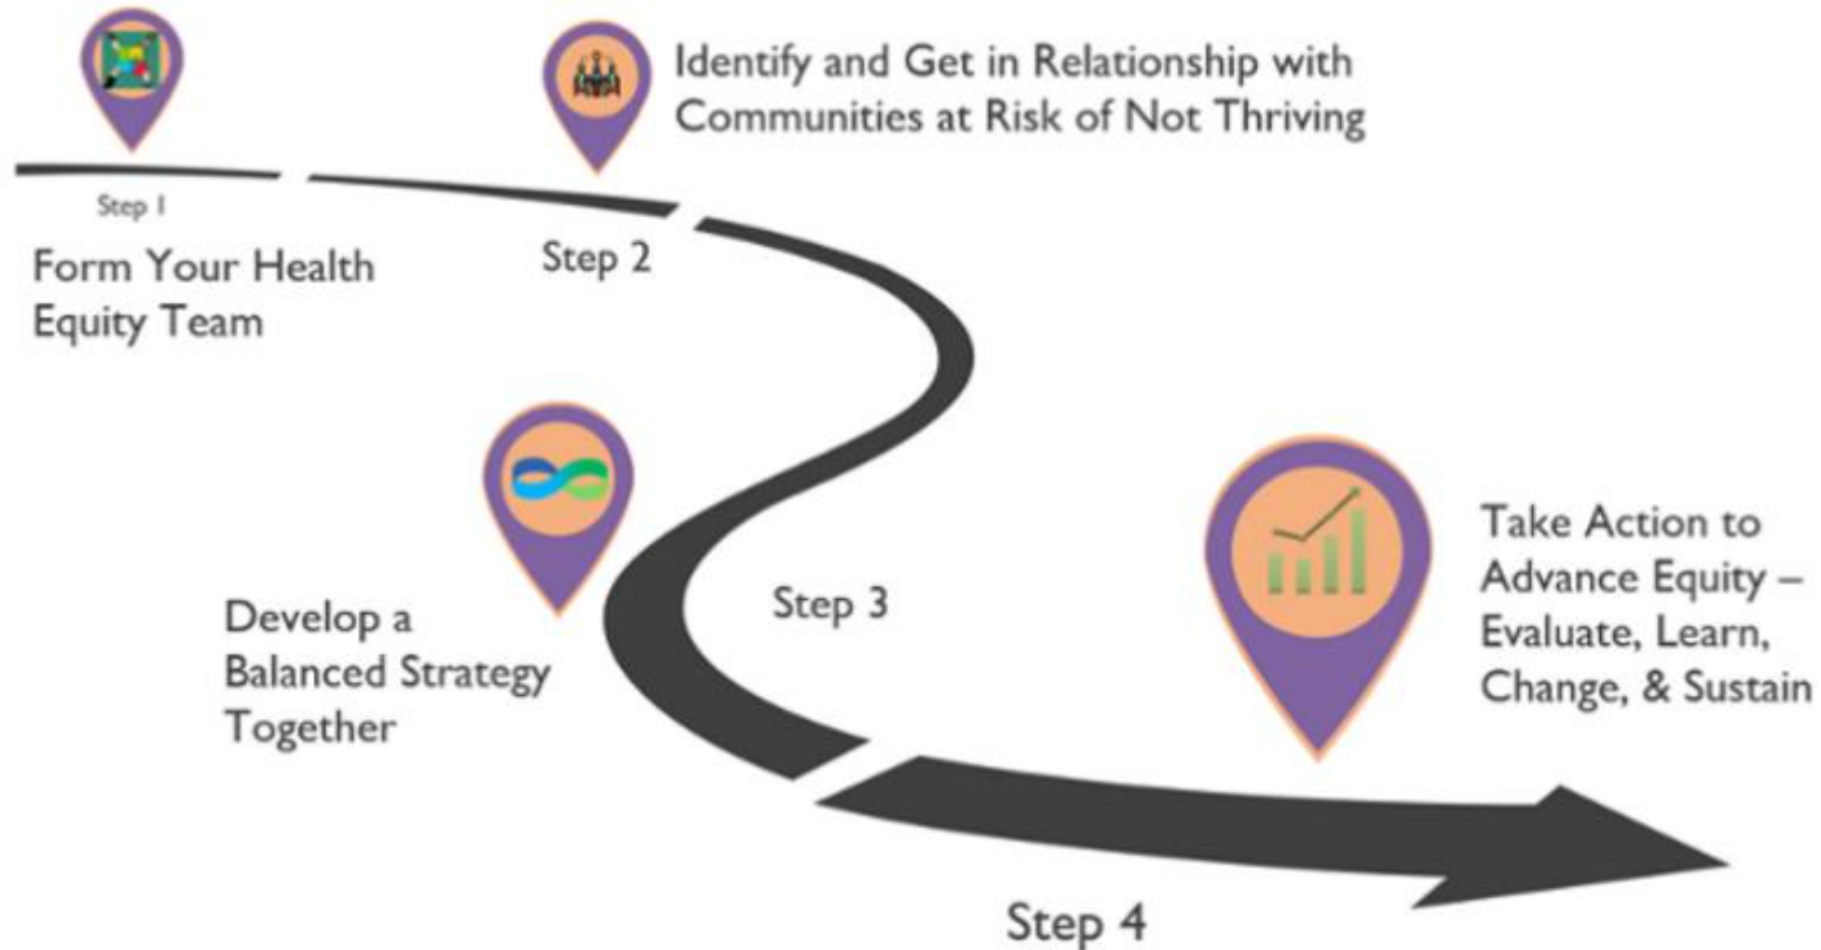 Step 1
Form Your Health
Equity Team
Identify and Get in Relationship with
Communities at Risk of Not Thriving
Step 2
Develop a
Balanced Strategy
Together
Step 3
Take Action to
Advance Equity –
Evaluate, Learn,
Change, & Sustain
Step 4